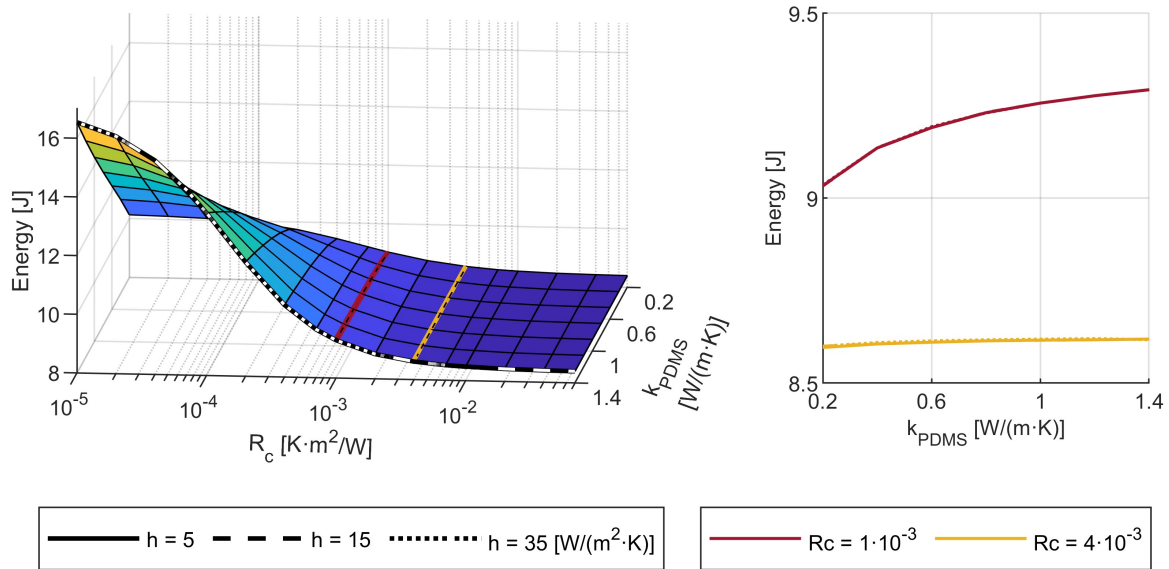 16
14
12
10
8
Energy [J]
10^-5
10^-4
10^-3
10^-2
R_c [K·m^2/W]
0.2
0.6
1
1.4
k_PDMS
[W/(m·K)]
9.5
9
8.5
Energy [J]
0.2
0.6
1
1.4
k_PDMS [W/(m·K)]
h = 5
h = 15
h = 35 [W/(m^2·K)]
Rc = 1·10^-3
Rc = 4·10^-3